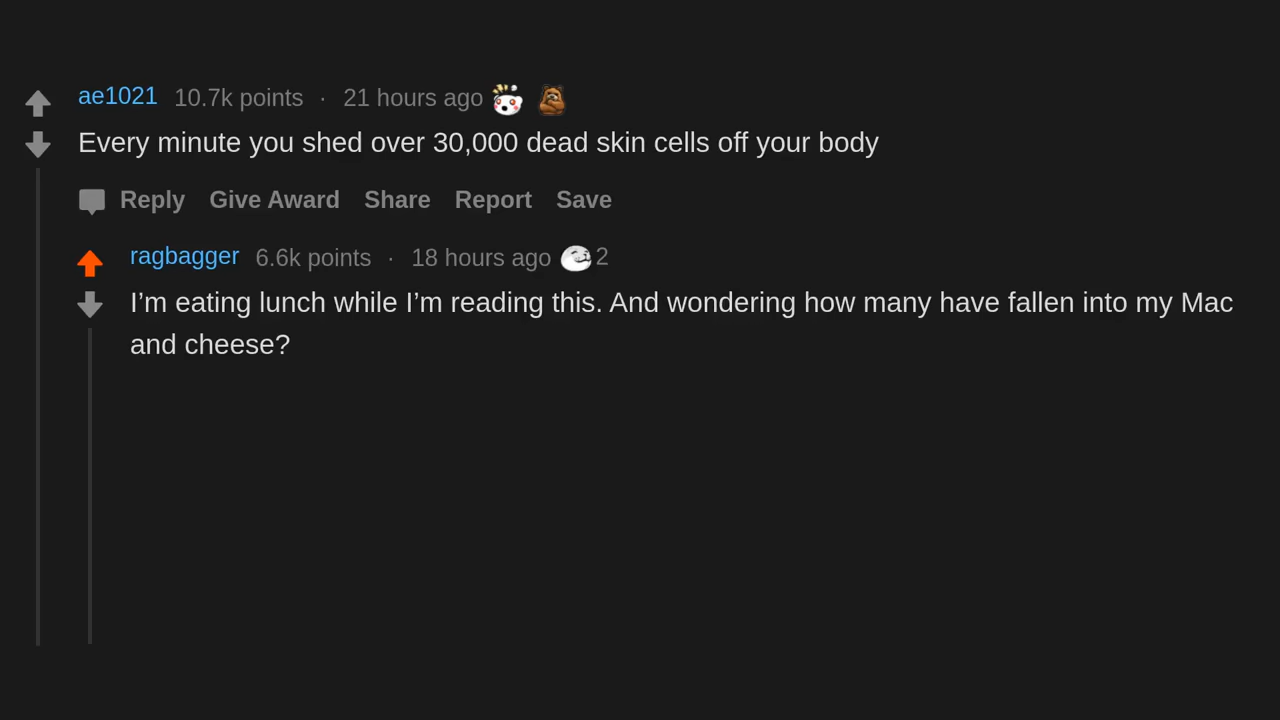 ae1021 10.7k points · 21 hours ago
Every minute you shed over 30,000 dead skin cells off your body
Reply Give Award Share Report Save
ragbagger 6.6k points · 18 hours ago 2
I’m eating lunch while I’m reading this. And wondering how many have fallen into my Mac
and cheese?